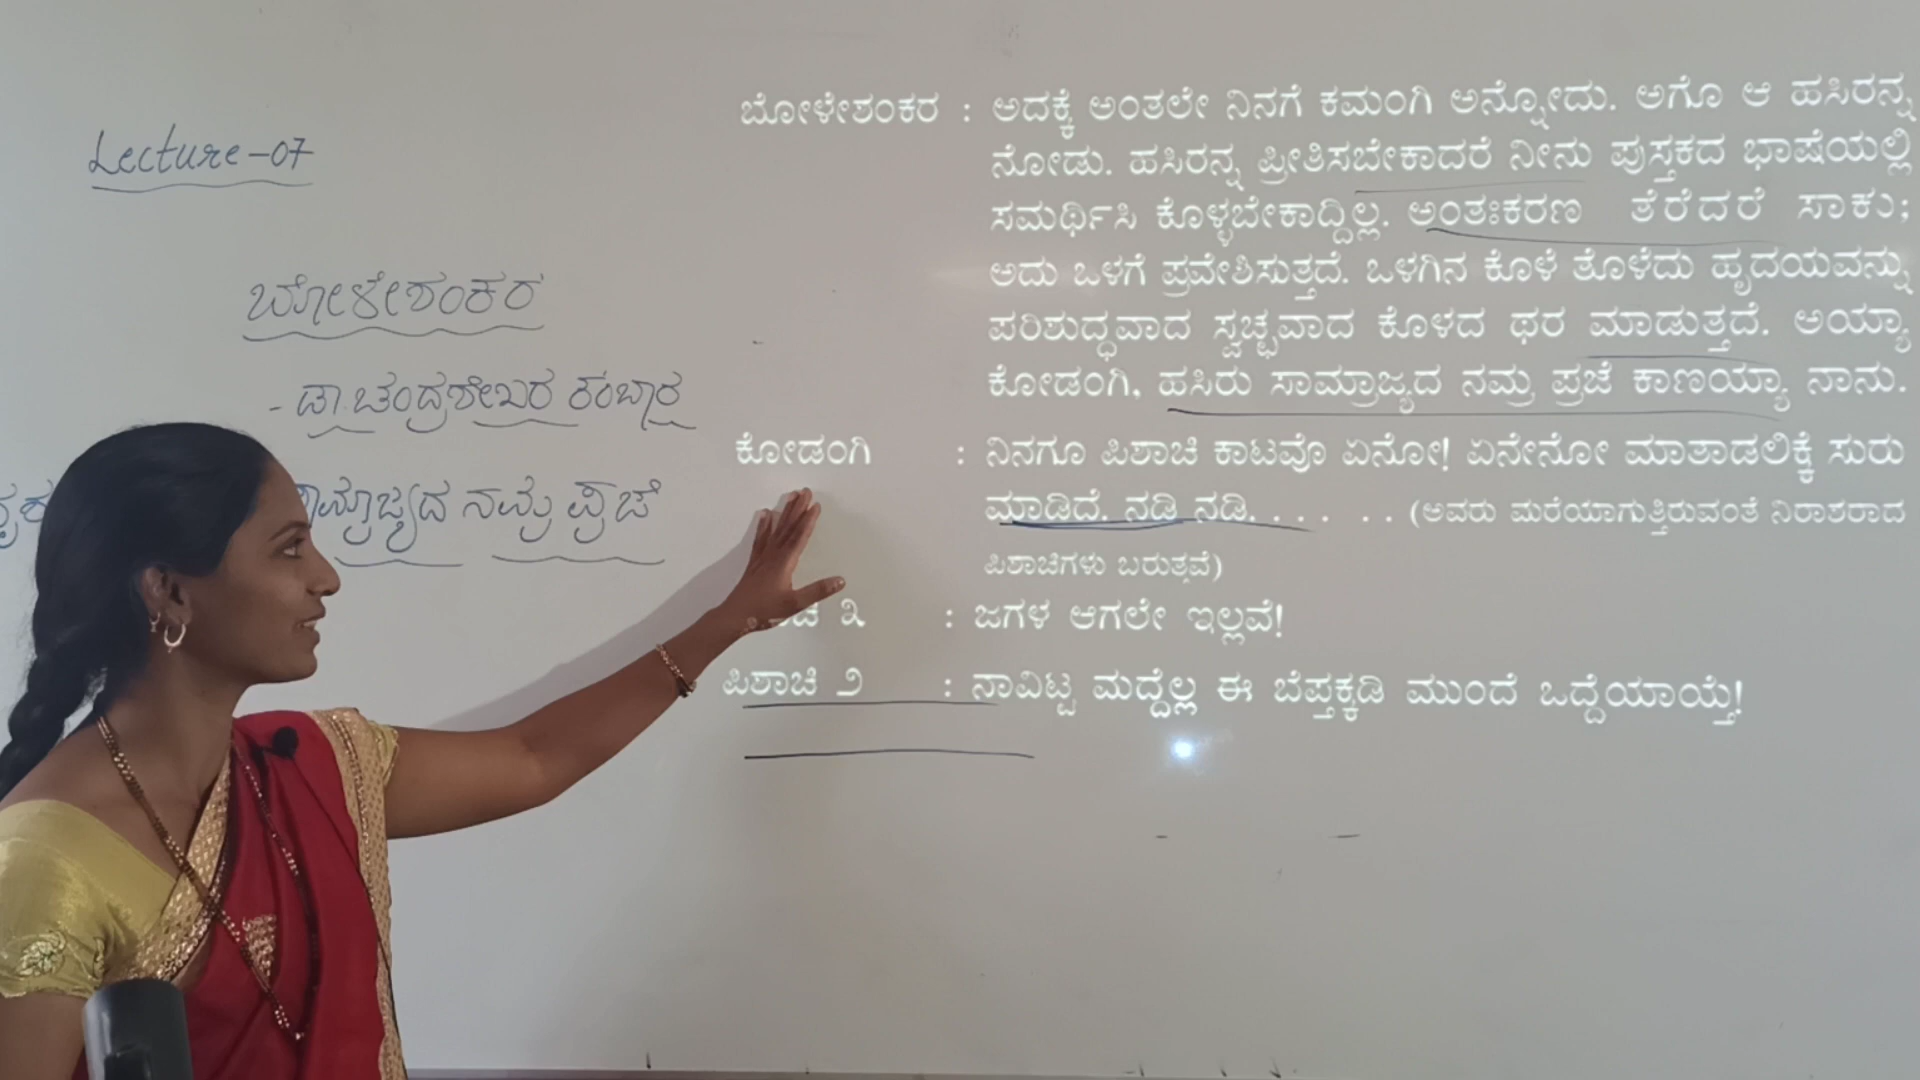 Lecture-07
ಬೋಳೇಶಂಕರ
- ಡಾ. ಚಂದ್ರಶೇಖರ ಕಂಬಾರ
ನಮ್ರ ಪ್ರಜೆ
ಬೋಳೇಶಂಕರ : ಅದಕ್ಕೆ ಅಂತಲೇ ನಿನಗೆ ಕಮಂಗಿ ಅನ್ನೋದು. ಅಗೊ ಆ ಹಸಿರನ್ನ
ನೋಡು. ಹಸಿರನ್ನ ಪ್ರೀತಿಸಬೇಕಾದರೆ ನೀನು ಪುಸ್ತಕದ ಭಾಷೆಯಲ್ಲಿ
ಸಮರ್ಥಿಸಿ ಕೊಳ್ಳಬೇಕಾದ್ದಿಲ್ಲ. ಅಂತಃಕರಣ ತೆರೆದರೆ ಸಾಕು;
ಅದು ಒಳಗೆ ಪ್ರವೇಶಿಸುತ್ತದೆ. ಒಳಗಿನ ಕೊಳೆ ತೊಳೆದು ಹೃದಯವನ್ನು
ಪರಿಶುದ್ಧವಾದ ಸ್ವಚ್ಛವಾದ ಕೊಳದ ಥರ ಮಾಡುತ್ತದೆ. ಅಯ್ಯಾ
ಕೋಡಂಗಿ, ಹಸಿರು ಸಾಮ್ರಾಜ್ಯದ ನಮ್ರ ಪ್ರಜೆ ಕಾಣಯ್ಯಾ ನಾನು.
ಕೋಡಂಗಿ : ನಿನಗೂ ಪಿಶಾಚಿ ಕಾಟವೊ ಏನೋ! ಏನೇನೋ ಮಾತಾಡಲಿಕ್ಕೆ ಸುರು
ಮಾಡಿದೆ. ನಡಿ ನಡಿ. . . . . . (ಅವರು ಮರೆಯಾಗುತ್ತಿರುವಂತೆ ನಿರಾಶರಾದ
ಪಿಶಾಚಿಗಳು ಬರುತ್ತವೆ)
೩ : ಜಗಳ ಆಗಲೇ ಇಲ್ಲವೆ!
ಪಿಶಾಚಿ ೨ : ನಾವಿಟ್ಟ ಮದ್ದೆಲ್ಲ ಈ ಬೆಪ್ತಕ್ಕಡಿ ಮುಂದೆ ಒದ್ದೆಯಾಯ್ತೆ!